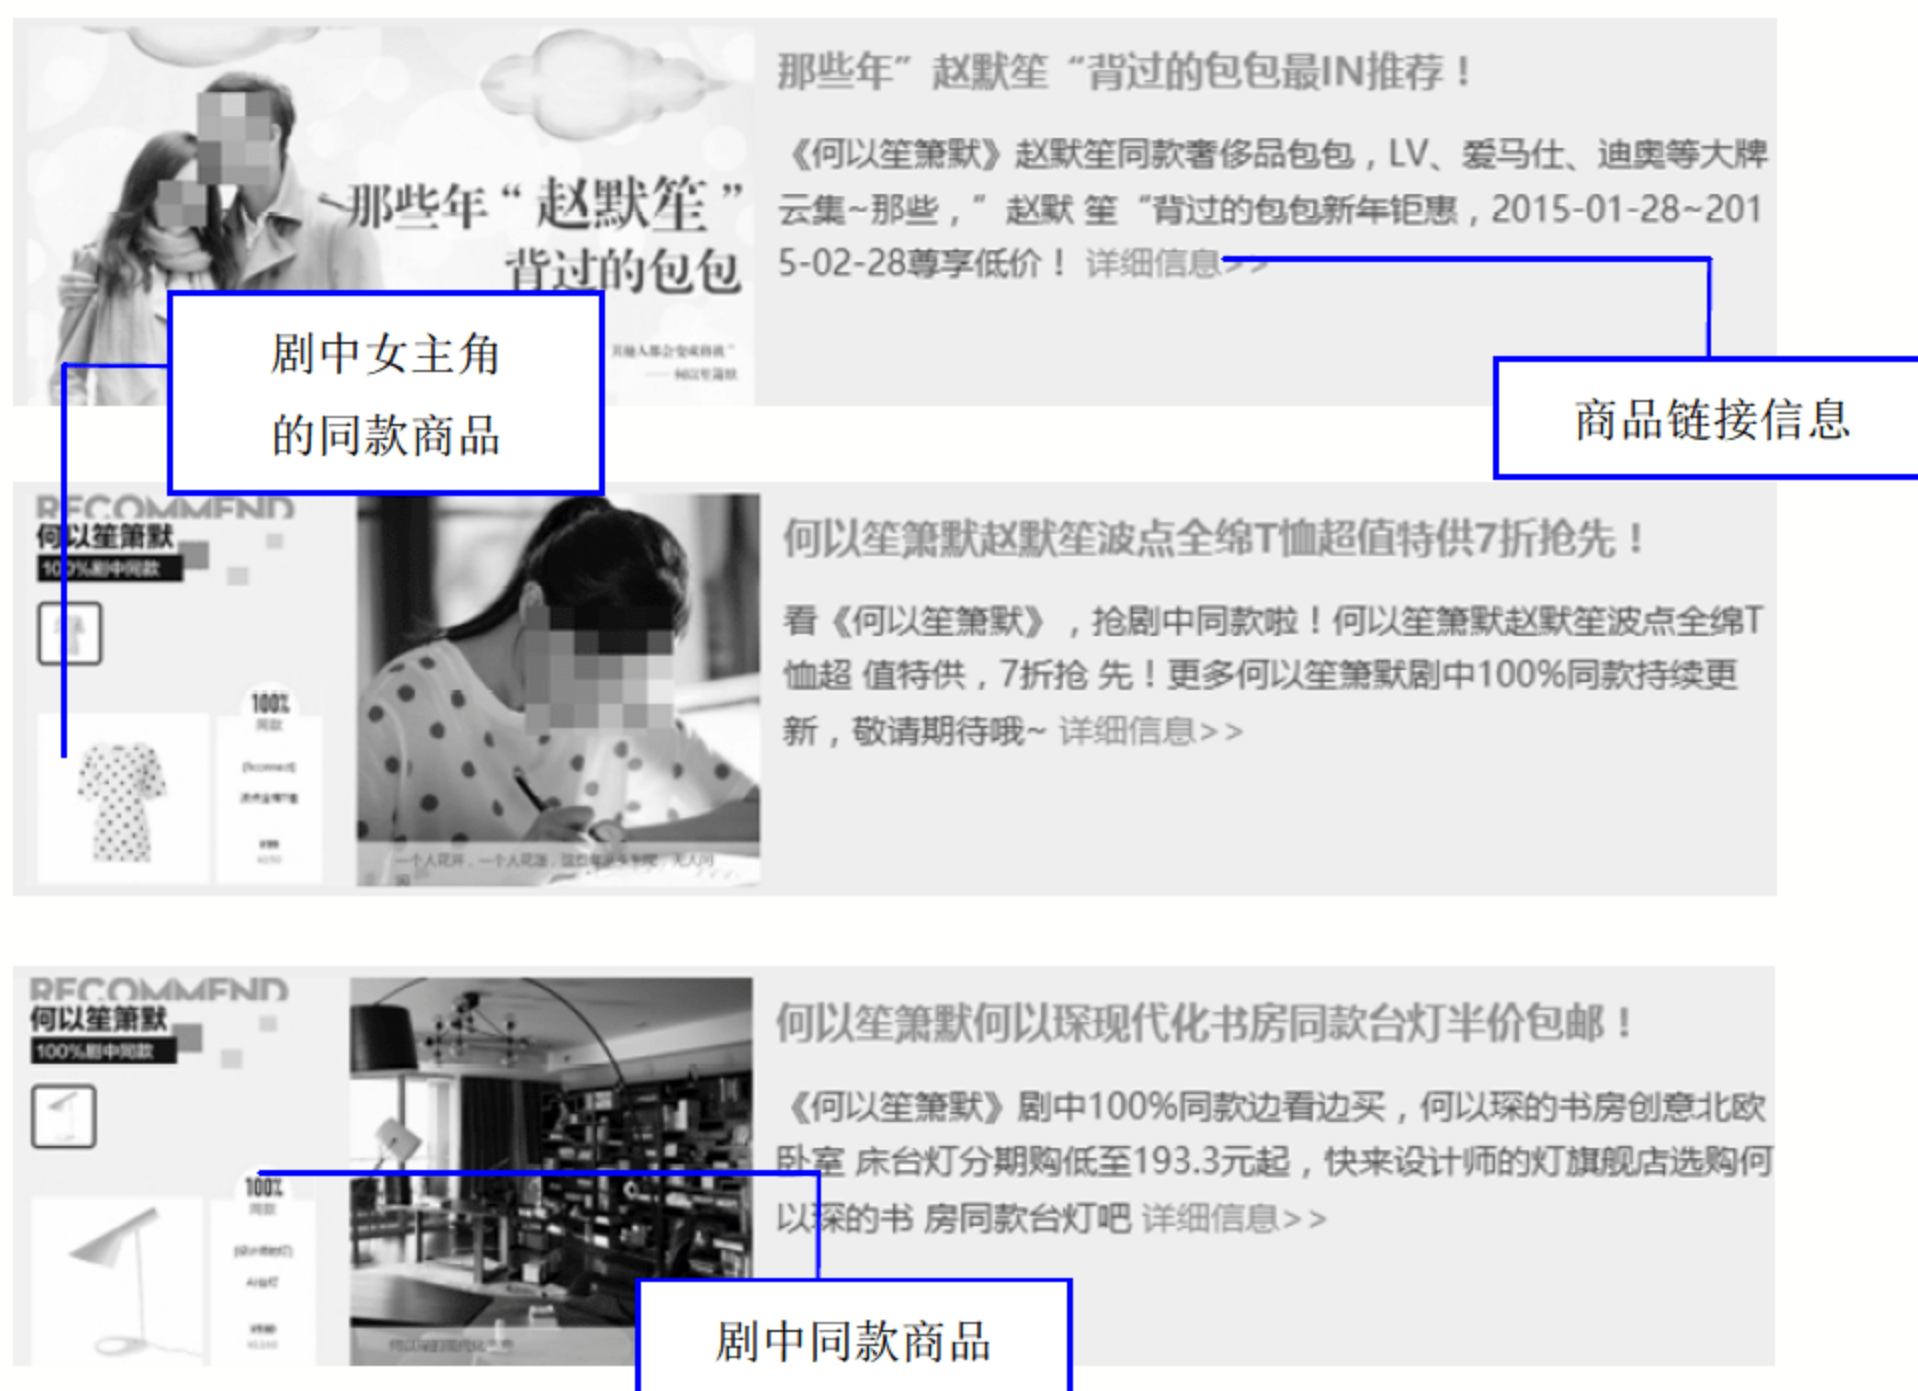 那些年”赵默笙“背过的包包最IN推荐！
《何以笙箫默》赵默笙同款奢侈品包包，LV、爱马仕、迪奥等大牌
云集~那些，”赵默 笙“背过的包包新年钜惠，2015-01-28~201
5-02-28尊享低价！ 详细信息>>
那些年“赵默笙”
背过的包包
剧中女主角
的同款商品
商品链接信息
RECOMMEND
何以笙箫默
100%剧中同款
100%
同款
何以笙箫默赵默笙波点全绵T恤超值特供7折抢先！
看《何以笙箫默》，抢剧中同款啦！何以笙箫默赵默笙波点全绵T
恤超 值特供，7折抢 先！更多何以笙箫默剧中100%同款持续更
新，敬请期待哦~ 详细信息>>
RECOMMEND
何以笙箫默
100%剧中同款
100%
同款
何以笙箫默何以琛现代化书房同款台灯半价包邮！
《何以笙箫默》剧中100%同款边看边买，何以琛的书房创意北欧
卧室 床台灯分期购低至193.3元起，快来设计师的灯旗舰店选购何
以琛的书 房同款台灯吧 详细信息>>
剧中同款商品